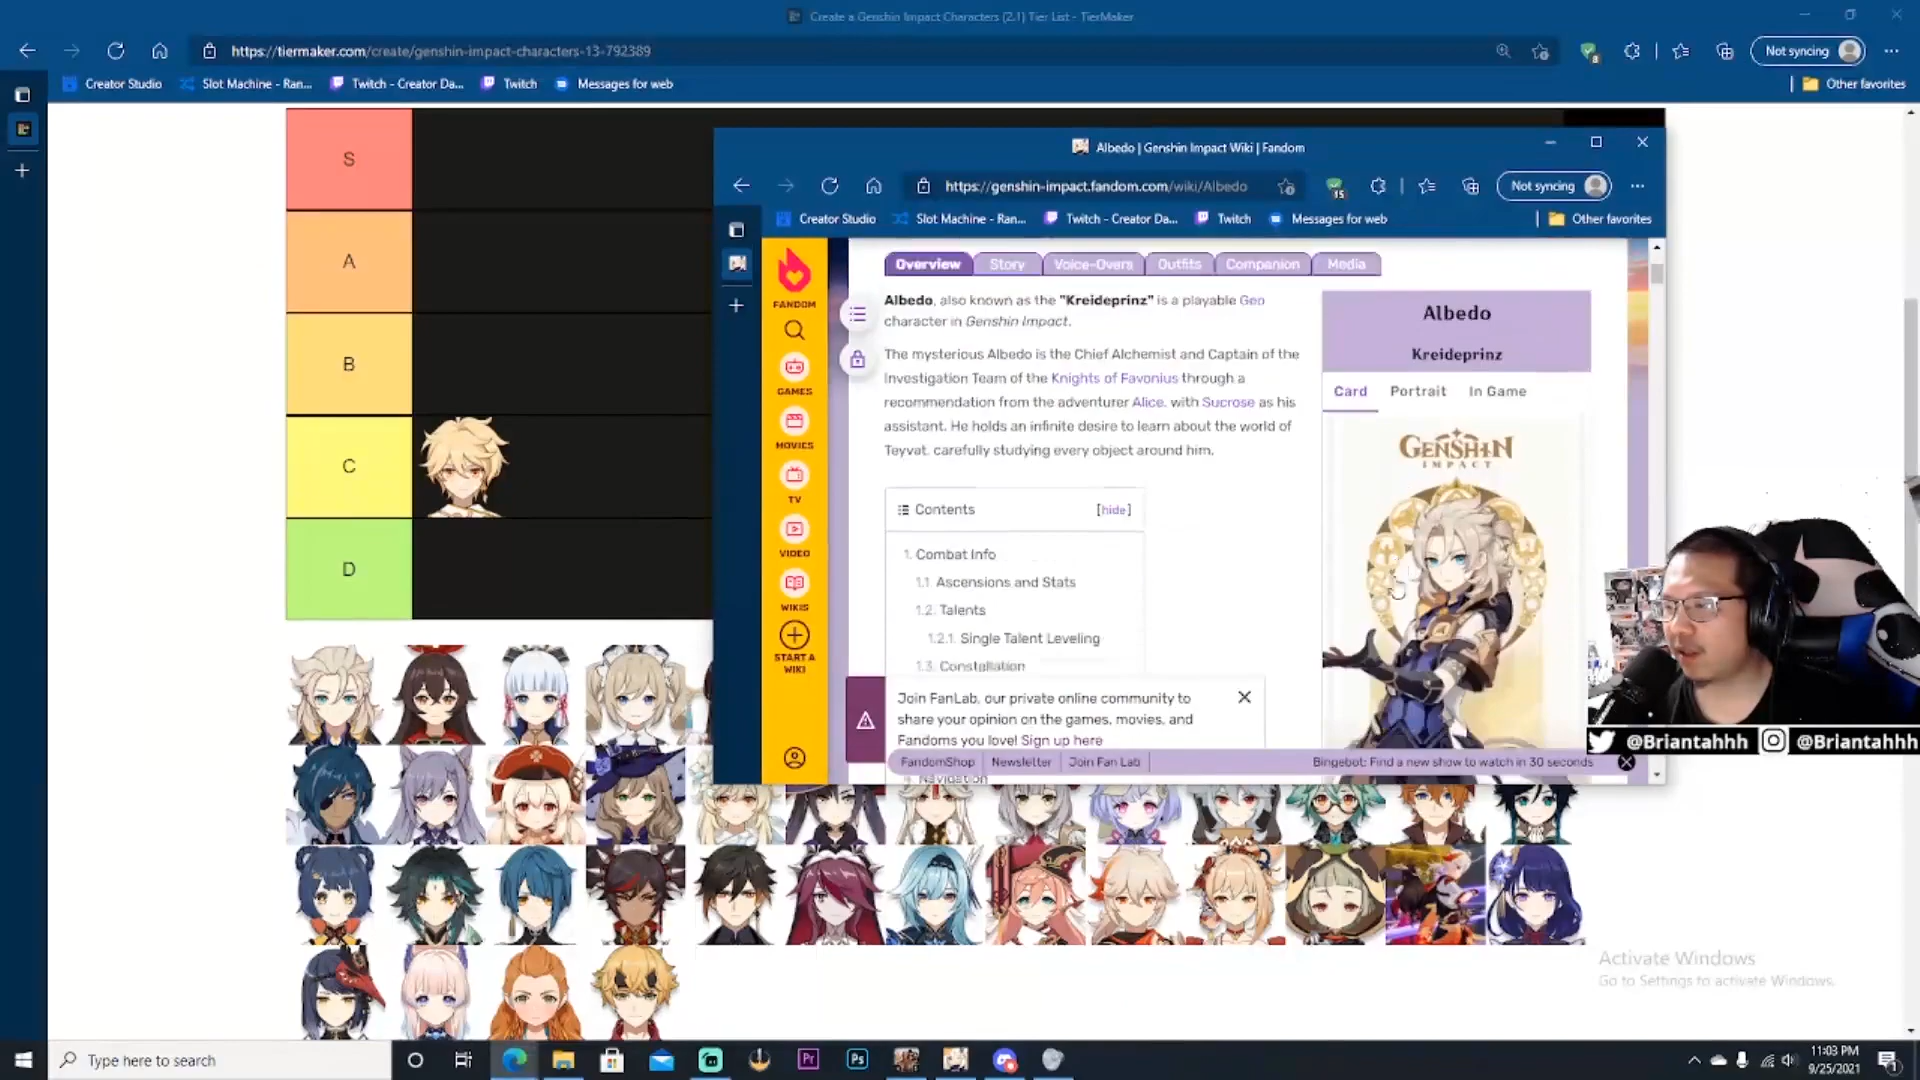 Create a Genshin Impact Characters (2.1) Tier List - TierMaker
https://tiermaker.com/create/genshin-impact-characters-13-792389
Not syncing
Creator Studio
Slot Machine - Ran...
Twitch - Creator Da...
Twitch
Messages for web
Other favorites
S
A
B
C
D
Albedo | Genshin Impact Wiki | Fandom
https://genshin-impact.fandom.com/wiki/Albedo
15
Not syncing
Creator Studio
Slot Machine - Ran...
Twitch - Creator Da...
Twitch
Messages for web
Other favorites
FANDOM
GAMES
MOVIES
TV
VIDEO
WIKIS
START A
WIKI
Overview
Story
Voice-Overs
Outfits
Companion
Media
Albedo, also known as the "Kreideprinz" is a playable Geo
character in Genshin Impact.
The mysterious Albedo is the Chief Alchemist and Captain of the
Investigation Team of the Knights of Favonius through a
recommendation from the adventurer Alice, with Sucrose as his
assistant. He holds an infinite desire to learn about the world of
Teyvat, carefully studying every object around him.
Contents [hide]
1. Combat Info
1.1 Ascensions and Stats
1.2. Talents
1.2.1. Single Talent Leveling
1.3. Constellation
Navigation
Albedo
Kreideprinz
Card
Portrait
In Game
GENSHIN
IMPACT
Join FanLab, our private online community to
share your opinion on the games, movies, and
Fandoms you love! Sign up here
FandomShop
Newsletter
Join Fan Lab
Bingebot: Find a new show to watch in 30 seconds
@Briantahhh
@Briantahhh
Activate Windows
Go to Settings to activate Windows.
Type here to search
Pr
Ps
11:03 PM
9/25/2021